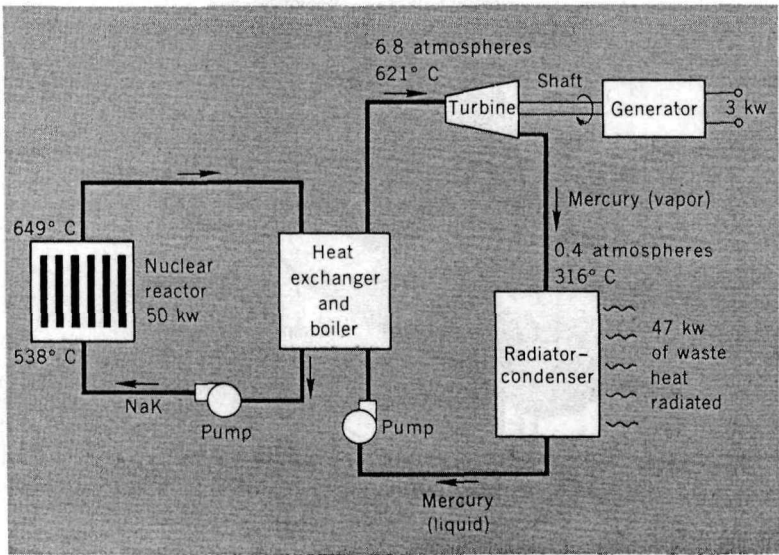 6.8 atmospheres
621° C
Shaft
Turbine
Generator
3 kw
Mercury (vapor)
649° C
Heat
exchanger
and
boiler
Nuclear
reactor
50 kw
0.4 atmospheres
316° C
538° C
Radiator-
condenser
47 kw
of waste
heat
radiated
NaK
Pump
Pump
Mercury
(liquid)